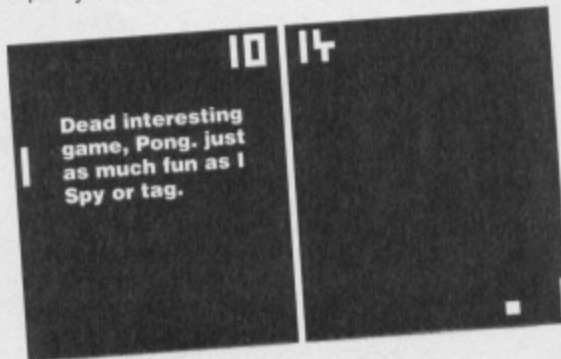 10 14
Dead interesting
game, Pong. just
as much fun as I
Spy or tag.